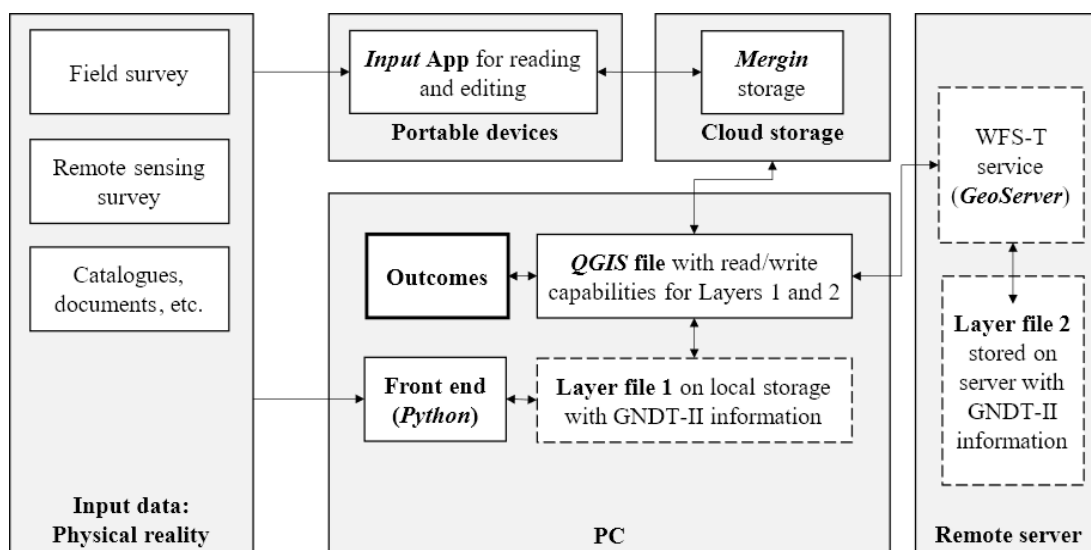 Field survey
Remote sensing
survey
Catalogues,
documents, etc.
Input data:
Physical reality
Input App for reading
and editing
Portable devices
Mergin
storage
Cloud storage
Outcomes
QGIS file with read/write
capabilities for Layers 1 and 2
Front end
(Python)
Layer file 1 on local storage
with GNDT-II information
PC
WFS-T
service
(GeoServer)
Layer file 2
stored on
server with
GNDT-II
information
Remote server